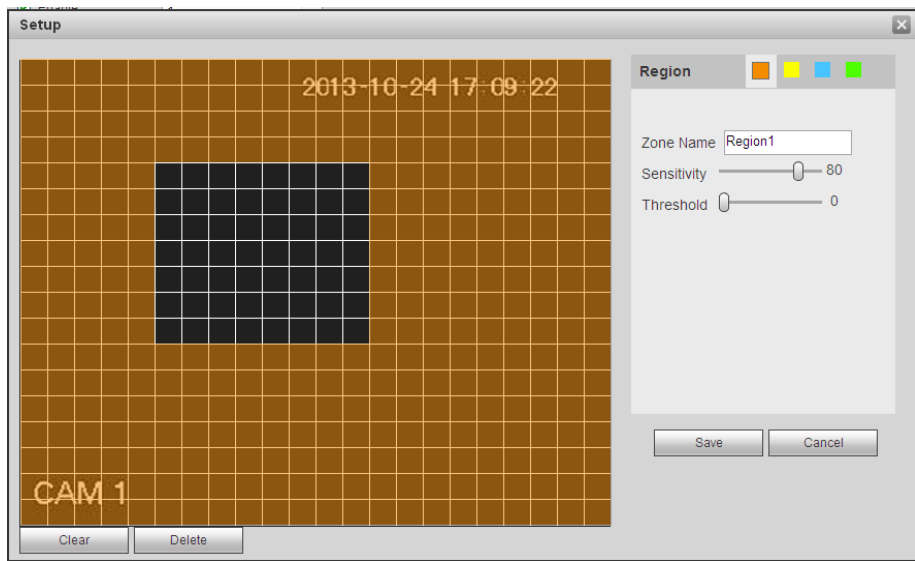 Setup
2013-10-24 17:09:22
CAM 1
Clear
Delete
Region
Zone Name Region1
Sensitivity 80
Threshold 0
Save
Cancel